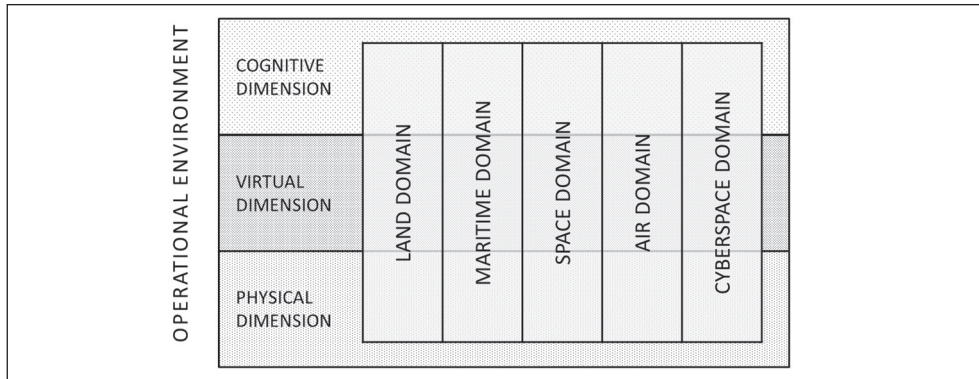 OPERATIONAL ENVIRONMENT
COGNITIVE
DIMENSION
VIRTUAL
DIMENSION
PHYSICAL
DIMENSION
LAND DOMAIN
MARITIME DOMAIN
SPACE DOMAIN
AIR DOMAIN
CYBERSPACE DOMAIN